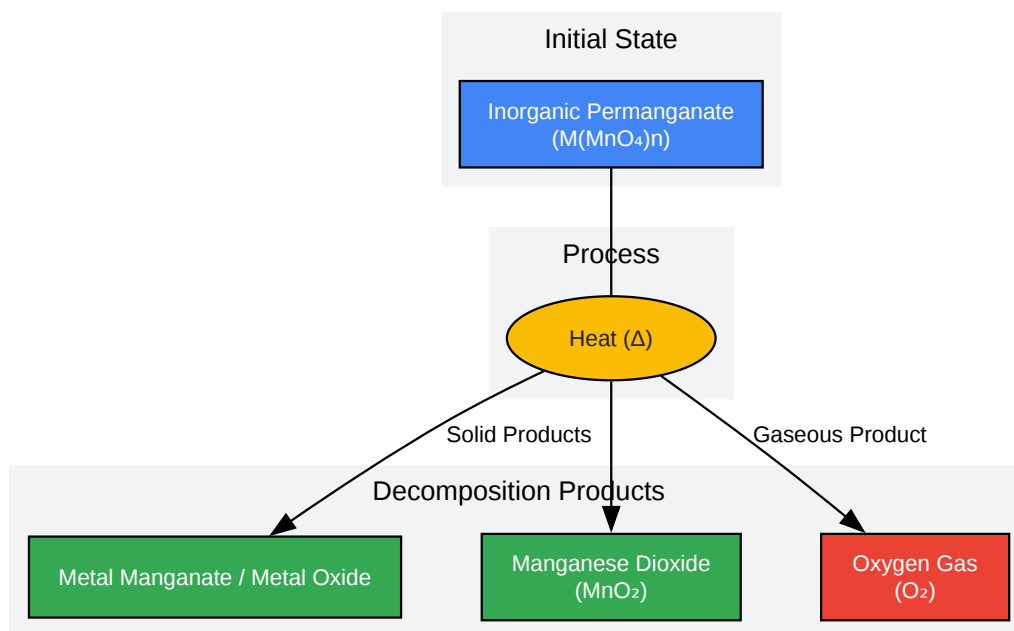 Initial State
Inorganic Permanganate
(M(MnO₄)n)
Process
Heat (Δ)
Solid Products
Gaseous Product
Decomposition Products
Metal Manganate / Metal Oxide
Manganese Dioxide
(MnO₂)
Oxygen Gas
(O₂)